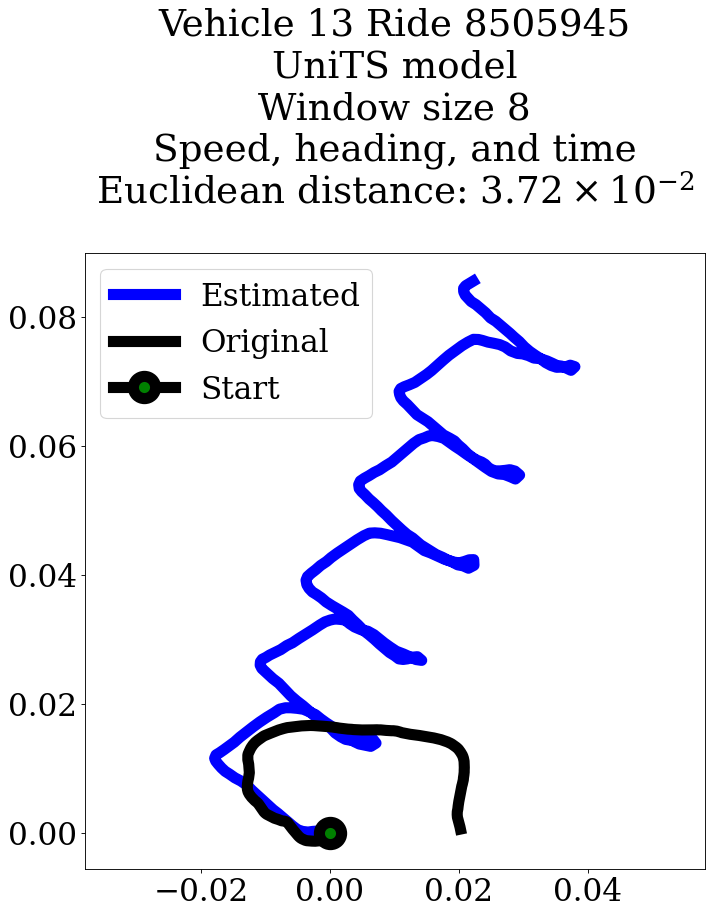 Vehicle 13 Ride 8505945
UniTS model
Window size 8
Speed, heading, and time
Euclidean distance: $3.72 \times 10^{-2}$
Estimated
Original
Start
0.08
0.06
0.04
0.02
0.00
−0.02 0.00 0.02 0.04